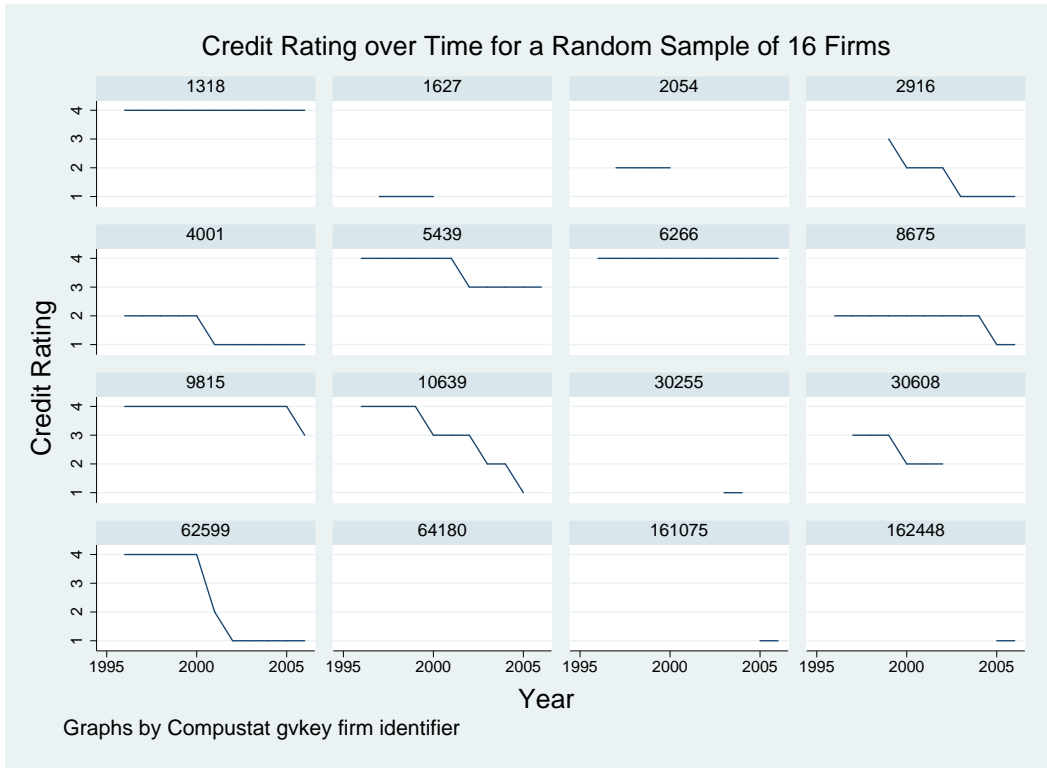 Credit Rating over Time for a Random Sample of 16 Firms
1318 1627 2054 2916
4
3
2
1
4001 5439 6266 8675
4
3
2
1
Credit Rating
9815 10639 30255 30608
4
3
2
1
62599 64180 161075 162448
4
3
2
1
1995 2000 2005 1995 2000 2005 1995 2000 2005 1995 2000 2005
Year
Graphs by Compustat gvkey firm identifier